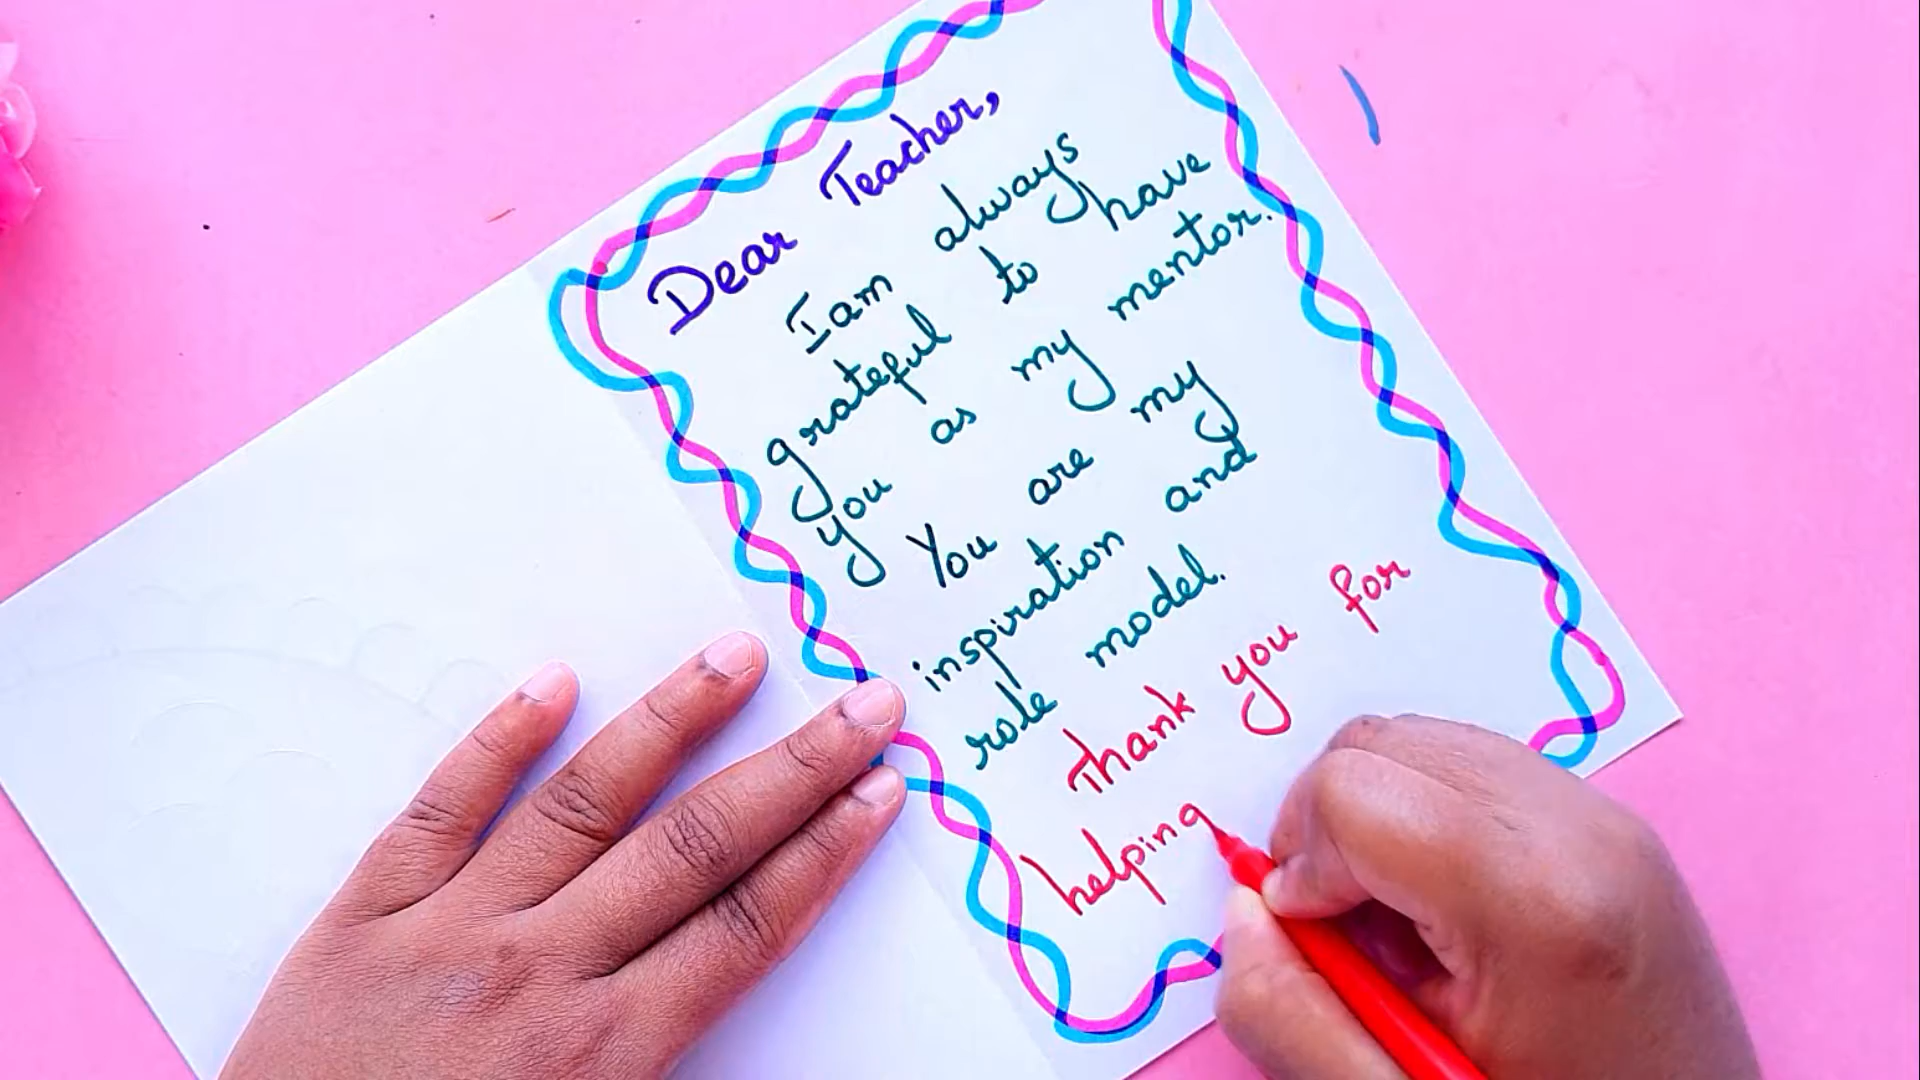 Dear Teacher,
I am always
grateful to have
you as my mentor.
You are my
inspiration and
role model.
Thank you for
helping